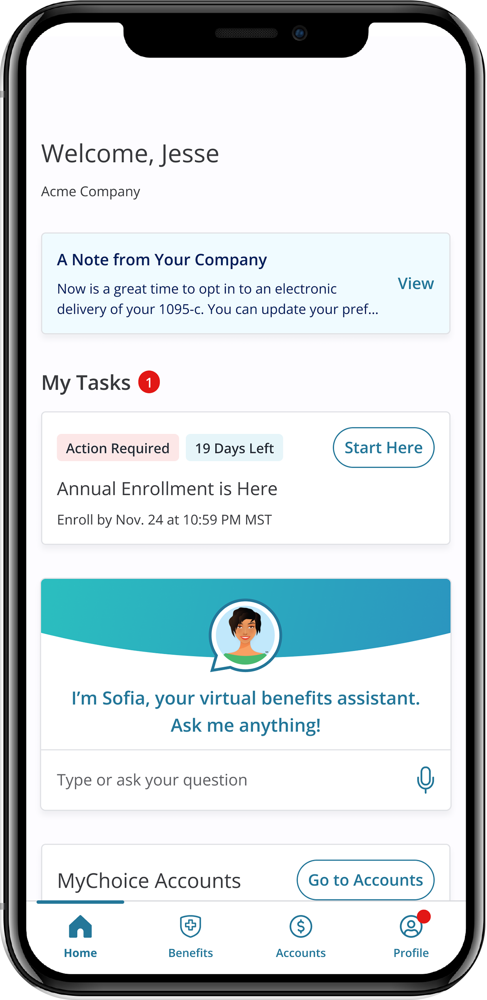 Welcome, Jesse
Acme Company
A Note from Your Company
Now is a great time to opt in to an electronic
delivery of your 1095-c. You can update your pref...
View
My Tasks 1
Action Required 19 Days Left Start Here
Annual Enrollment is Here
Enroll by Nov. 24 at 10:59 PM MST
SM
I’m Sofia, your virtual benefits assistant.
Ask me anything!
Type or ask your question
MyChoice Accounts Go to Accounts
Home Benefits Accounts Profile